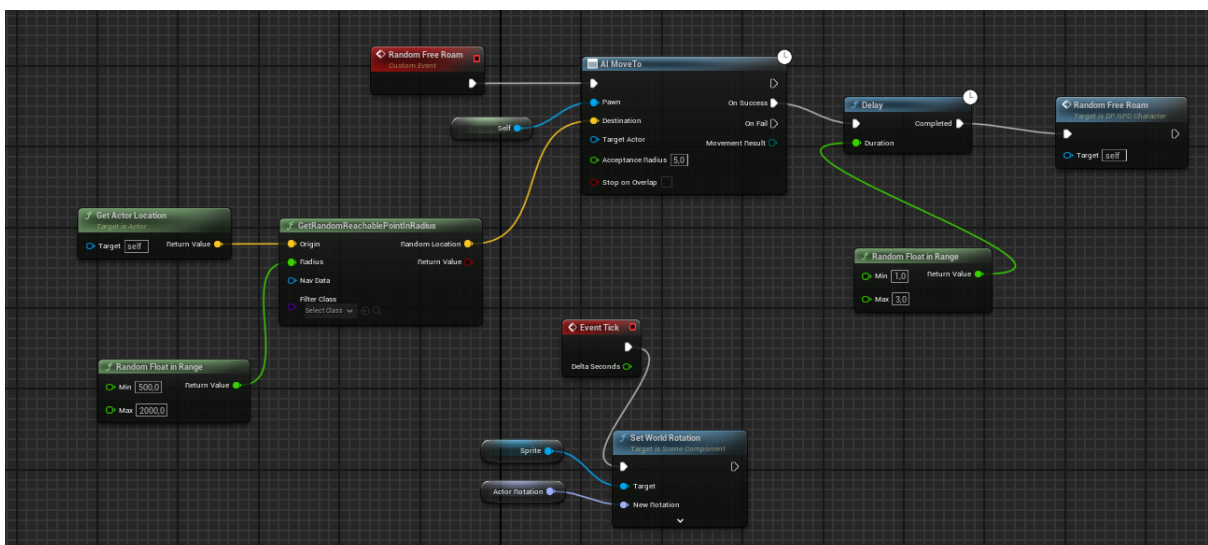 Random Free Roam
Custom Event
Self
AI MoveTo
Pawn
On Success
Destination
On Fail
Target Actor
Movement Result
Acceptance Radius 5,0
Stop on Overlap
Delay
Completed
Duration
Random Free Roam
Target is BP NPC Character
Target self
Get Actor Location
Target is Actor
Target self
Return Value
GetRandomReachablePointInRadius
Origin
Random Location
Radius
Return Value
Nav Data
Filter Class
Select Class
Random Float in Range
Min 1,0
Return Value
Max 3,0
Random Float in Range
Min 500,0
Return Value
Max 2000,0
Event Tick
Delta Seconds
Sprite
Actor Rotation
Set World Rotation
Target is Scene Component
Target
New Rotation